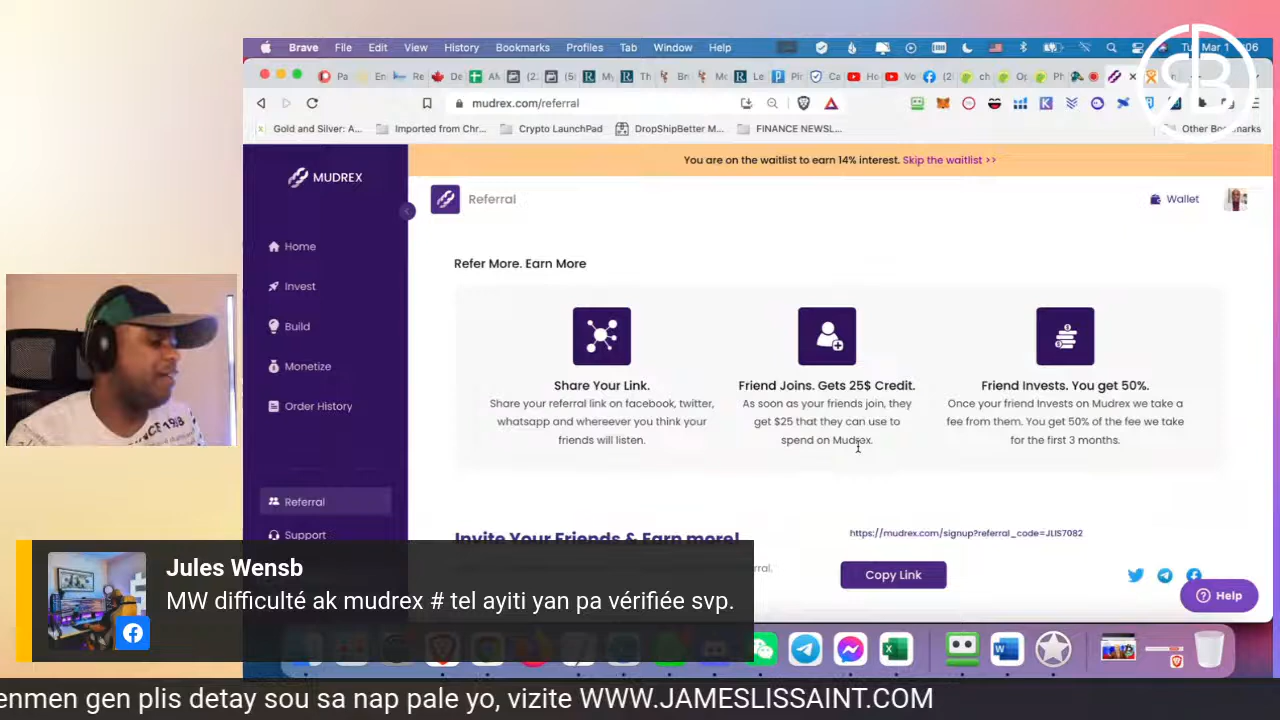 Brave File Edit View History Bookmarks Profiles Tab Window Help
mudrex.com/referral
Gold and Silver: A... Imported from Chr... Crypto LaunchPad DropShipBetter M... FINANCE NEWSL... Other
MUDREX
You are on the waitlist to earn 14% interest. Skip the waitlist >>
Referral
Wallet
Home
Invest
Build
Monetize
Order History
Referral
Support
Refer More. Earn More
Share Your Link.
Share your referral link on facebook, twitter,
whatsapp and whereever you think your
friends will listen.
Friend Joins. Gets 25$ Credit.
As soon as your friends join, they
get $25 that they can use to
spend on Mudrex.
Friend Invests. You get 50%.
Once your friend Invests on Mudrex we take a
fee from them. You get 50% of the fee we take
for the first 3 months.
Invite Your Friends & Earn more!
https://mudrex.com/signup?referral_code=JLIS7082
Copy Link
Help
Jules Wensb
MW difficulté ak mudrex # tel ayiti yan pa vérifiée svp.
enmen gen plis detay sou sa nap pale yo, vizite WWW.JAMESLISSAINT.COM